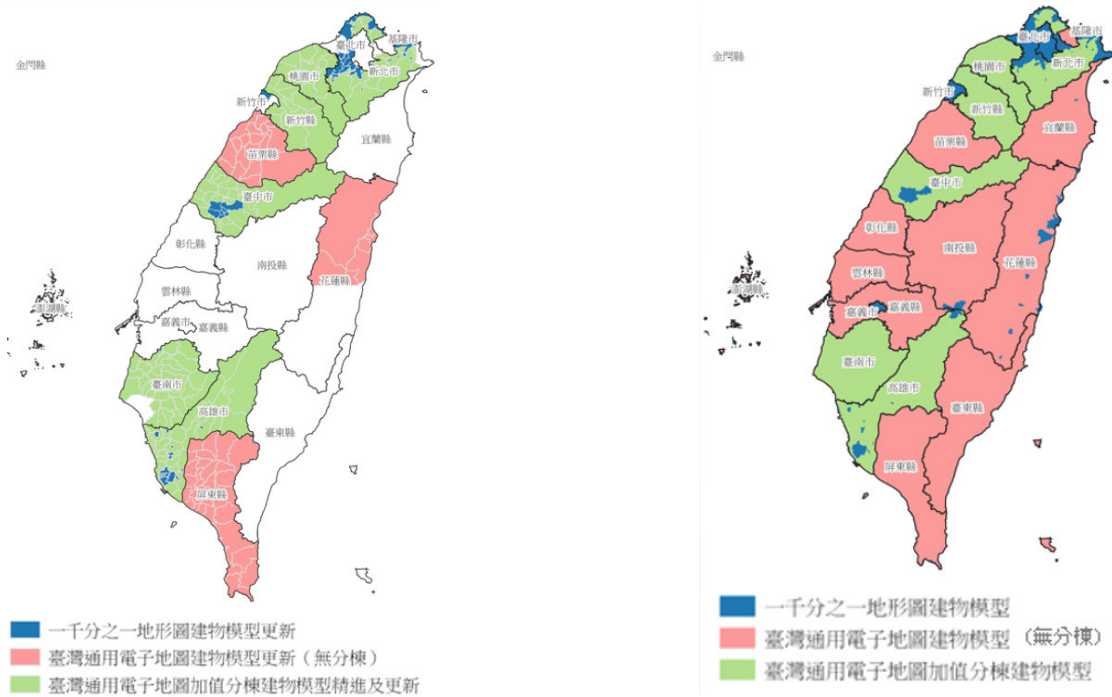 臺北市
基隆市
金門縣
桃園市
新北市
新竹市
新竹縣
宜蘭縣
苗栗縣
臺中市
彰化縣
南投縣
花蓮縣
雲林縣
澎湖縣
嘉義市
嘉義縣
臺南市
高雄市
臺東縣
屏東縣
一千分之一地形圖建物模型更新
臺灣通用電子地圖建物模型更新（無分棟）
臺灣通用電子地圖加值分棟建物模型精進及更新
臺北市
基隆市
金門縣
桃園市
新北市
新竹市
新竹縣
宜蘭縣
苗栗縣
臺中市
彰化縣
南投縣
花蓮縣
雲林縣
澎湖縣
嘉義市
嘉義縣
臺南市
高雄市
臺東縣
屏東縣
一千分之一地形圖建物模型
臺灣通用電子地圖建物模型 (無分棟)
臺灣通用電子地圖加值分棟建物模型